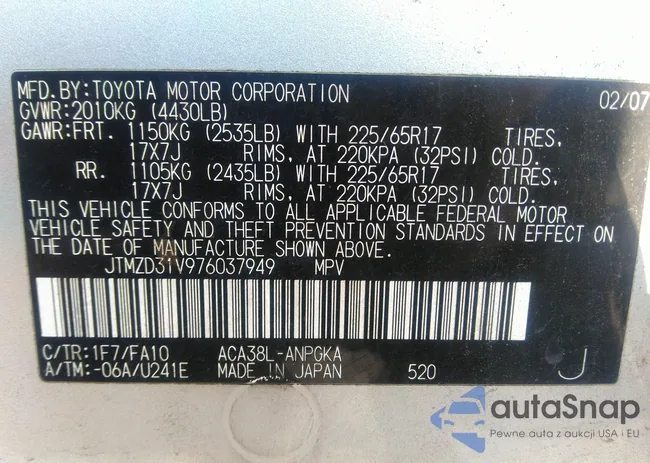 MFD.BY:TOYOTA MOTOR CORPORATION 02/07
GVWR:2010KG (4430LB)
GAWR:FRT. 1150KG (2535LB) WITH 225/65R17 TIRES,
17X7J RIMS, AT 220KPA (32PSI) COLD.
RR. 1105KG (2435LB) WITH 225/65R17 TIRES,
17X7J RIMS, AT 220KPA (32PSI) COLD.
THIS VEHICLE CONFORMS TO ALL APPLICABLE FEDERAL MOTOR
VEHICLE SAFETY AND THEFT PREVENTION STANDARDS IN EFFECT ON
THE DATE OF MANUFACTURE SHOWN ABOVE.
JTMZD31V976037949 MPV
C/TR:1F7/FA10 ACA38L-ANPGKA
A/TM:-06A/U241E MADE IN JAPAN 520 J
autaSnap
Pewne auta z aukcji USA i EU